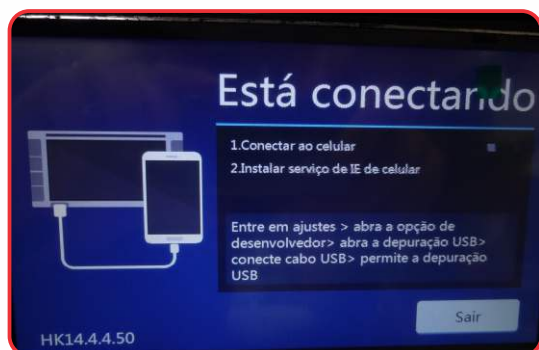 Está conectando
1.Conectar ao celular
2.Instalar serviço de IE de celular
Entre em ajustes > abra a opção de
desenvolvedor> abra a depuração USB>
conecte cabo USB> permite a depuração
USB
Sair
HK14.4.4.50